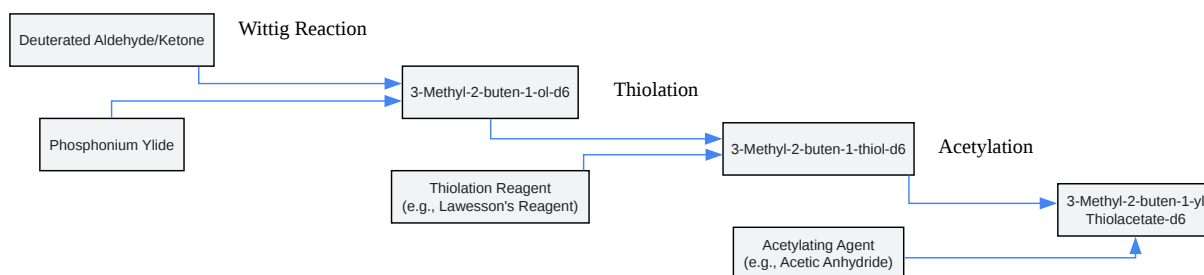 Deuterated Aldehyde/Ketone
Wittig Reaction
Phosphonium Ylide
3-Methyl-2-buten-1-ol-d6
Thiolation
Thiolation Reagent
(e.g., Lawesson's Reagent)
3-Methyl-2-buten-1-thiol-d6
Acetylation
Acetylating Agent
(e.g., Acetic Anhydride)
3-Methyl-2-buten-1-yl
Thiolacetate-d6